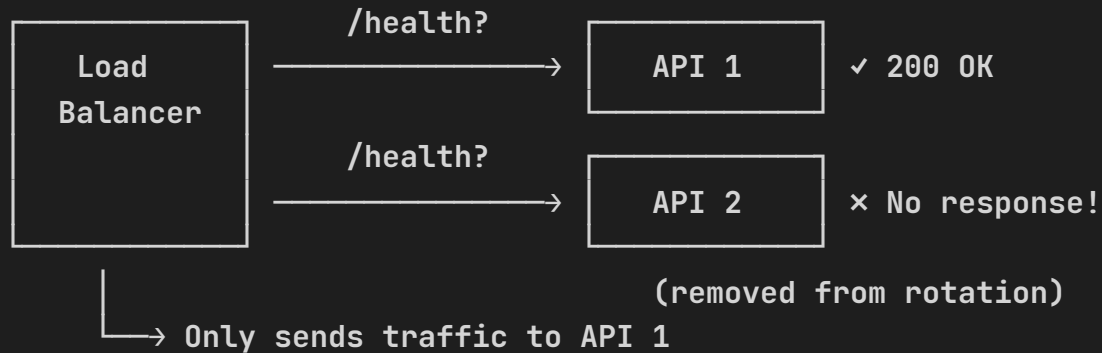 /health?
Load Balancer
API 1
✓ 200 OK
/health?
API 2
✗ No response!
(removed from rotation)
Only sends traffic to API 1